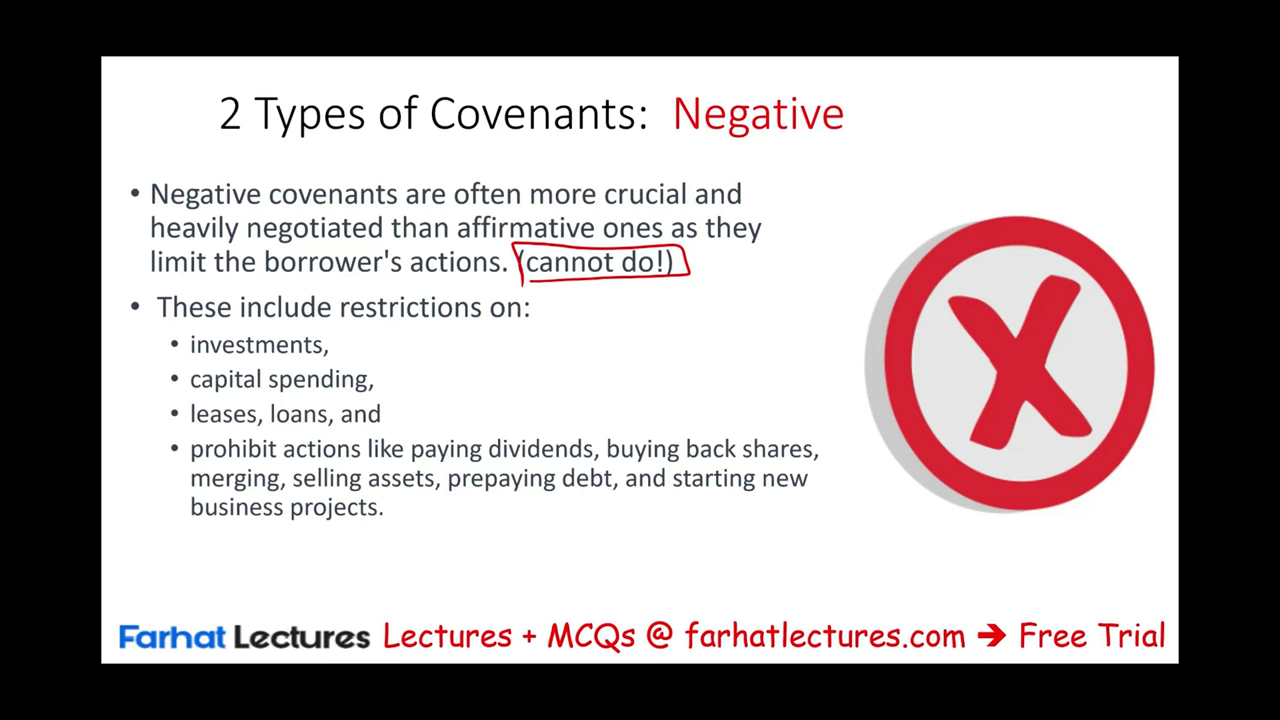 2 Types of Covenants: Negative
• Negative covenants are often more crucial and
heavily negotiated than affirmative ones as they
limit the borrower's actions. (cannot do!)
• These include restrictions on:
• investments,
• capital spending,
• leases, loans, and
• prohibit actions like paying dividends, buying back shares,
merging, selling assets, prepaying debt, and starting new
business projects.
Farhat Lectures Lectures + MCQs @ farhatlectures.com → Free Trial